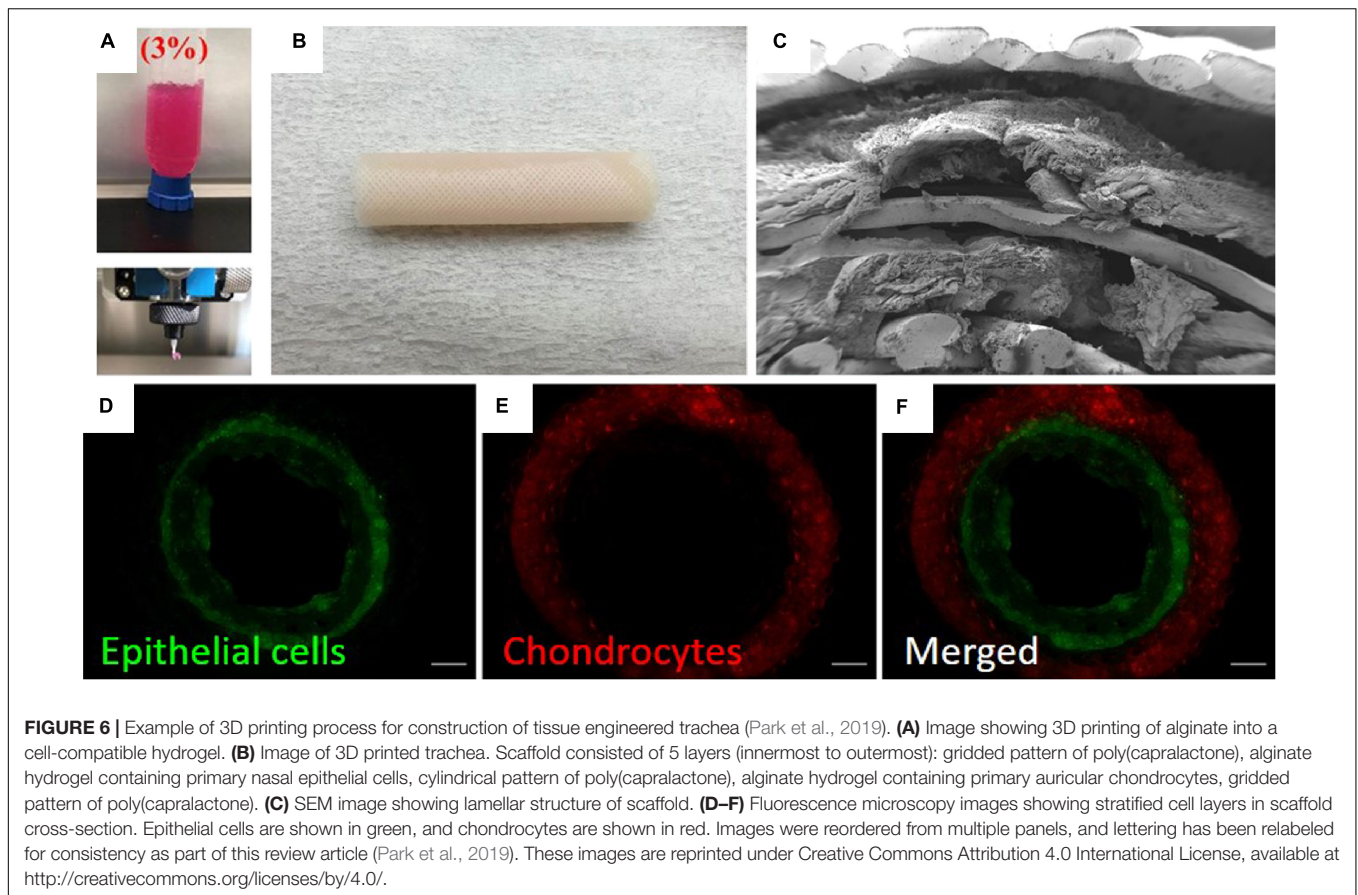 A
(3%)
B
C
D
Epithelial cells
E
Chondrocytes
F
Merged
FIGURE 6 | Example of 3D printing process for construction of tissue engineered trachea (Park et al., 2019). (A) Image showing 3D printing of alginate into a
cell-compatible hydrogel. (B) Image of 3D printed trachea. Scaffold consisted of 5 layers (innermost to outermost): gridded pattern of poly(capralactone), alginate
hydrogel containing primary nasal epithelial cells, cylindrical pattern of poly(capralactone), alginate hydrogel containing primary auricular chondrocytes, gridded
pattern of poly(capralactone). (C) SEM image showing lamellar structure of scaffold. (D–F) Fluorescence microscopy images showing stratified cell layers in scaffold
cross-section. Epithelial cells are shown in green, and chondrocytes are shown in red. Images were reordered from multiple panels, and lettering has been relabeled
for consistency as part of this review article (Park et al., 2019). These images are reprinted under Creative Commons Attribution 4.0 International License, available at
http://creativecommons.org/licenses/by/4.0/.